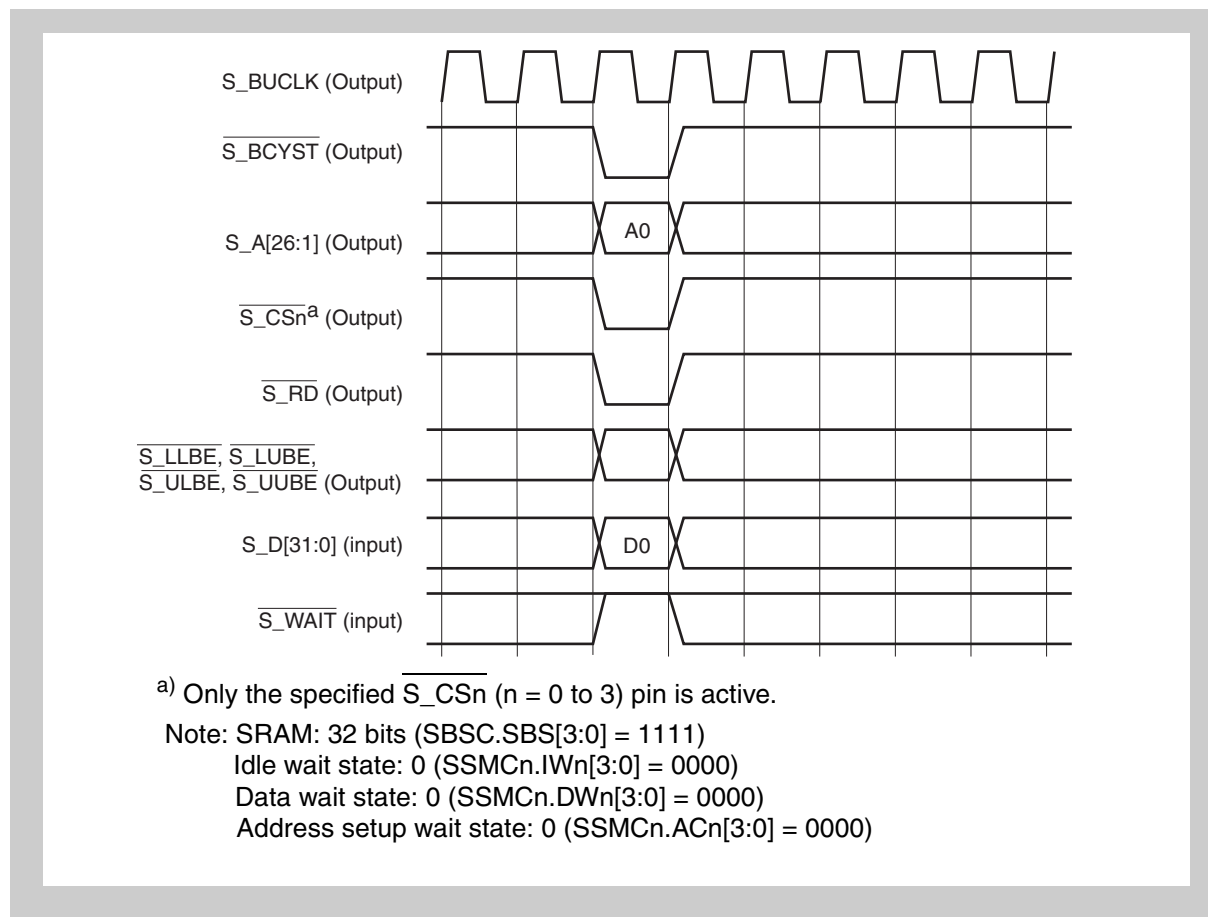 S_BUCLK (Output)
S_BCYST (Output)
S_A[26:1] (Output)
A0
S_CSnª (Output)
S_RD (Output)
S_LLBE, S_LUBE,
S_ULBE, S_UUBE (Output)
S_D[31:0] (input)
D0
S_WAIT (input)
a) Only the specified S_CSn (n = 0 to 3) pin is active.
Note: SRAM: 32 bits (SBSC.SBS[3:0] = 1111)
Idle wait state: 0 (SSMCn.IWn[3:0] = 0000)
Data wait state: 0 (SSMCn.DWn[3:0] = 0000)
Address setup wait state: 0 (SSMCn.ACn[3:0] = 0000)